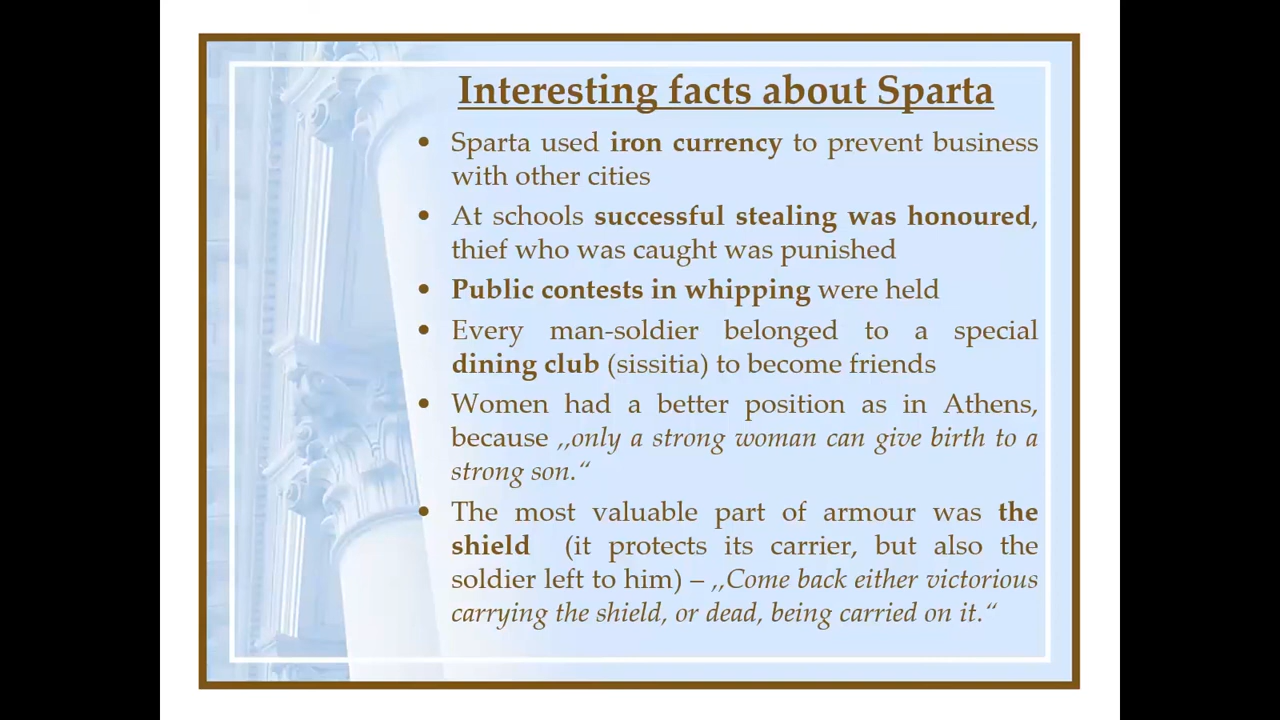 Interesting facts about Sparta
• Sparta used iron currency to prevent business
with other cities
• At schools successful stealing was honoured,
thief who was caught was punished
• Public contests in whipping were held
• Every man-soldier belonged to a special
dining club (sissitia) to become friends
• Women had a better position as in Athens,
because ,,only a strong woman can give birth to a
strong son.“
• The most valuable part of armour was the
shield (it protects its carrier, but also the
soldier left to him) – ,,Come back either victorious
carrying the shield, or dead, being carried on it.“